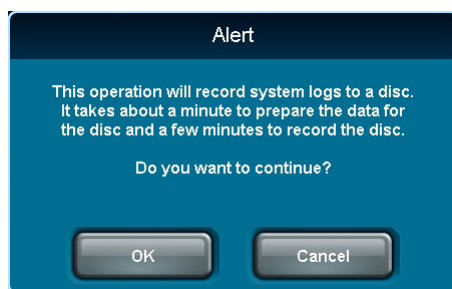 Alert
This operation will record system logs to a disc.
It takes about a minute to prepare the data for
the disc and a few minutes to record the disc.
Do you want to continue?
OK
Cancel